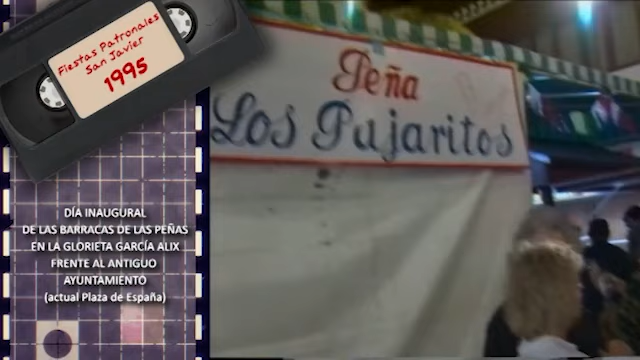 Fiestas Patronales
San Javier
1995
Peña
Los Pajaritos
DÍA INAUGURAL
DE LAS BARRACAS DE LAS PEÑAS
EN LA GLORIETA GARCÍA ALIX
FRENTE AL ANTIGUO
AYUNTAMIENTO
(actual Plaza de España)